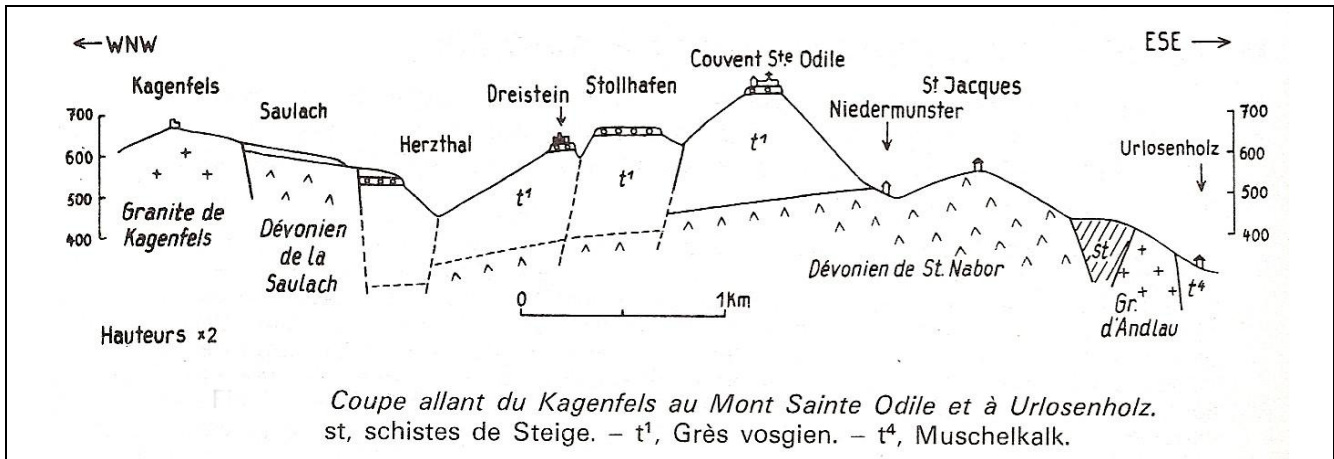 ← WNW
ESE →
Couvent Ste Odile
Kagenfels
Stollhafen
St Jacques
Dreistein
Niedermunster
Saulach
700
700
Urlosenholz
600
Herzthal
t¹
600
t¹
t¹
500
500
Granite de
Kagenfels
400
Dévonien
de la
Saulach
400
st
Dévonien de St. Nabor
t⁴
0
1Km
Gr.
d'Andlau
Hauteurs ×2
Coupe allant du Kagenfels au Mont Sainte Odile et à Urlosenholz.
st, schistes de Steige. – t¹, Grès vosgien. – t⁴, Muschelkalk.